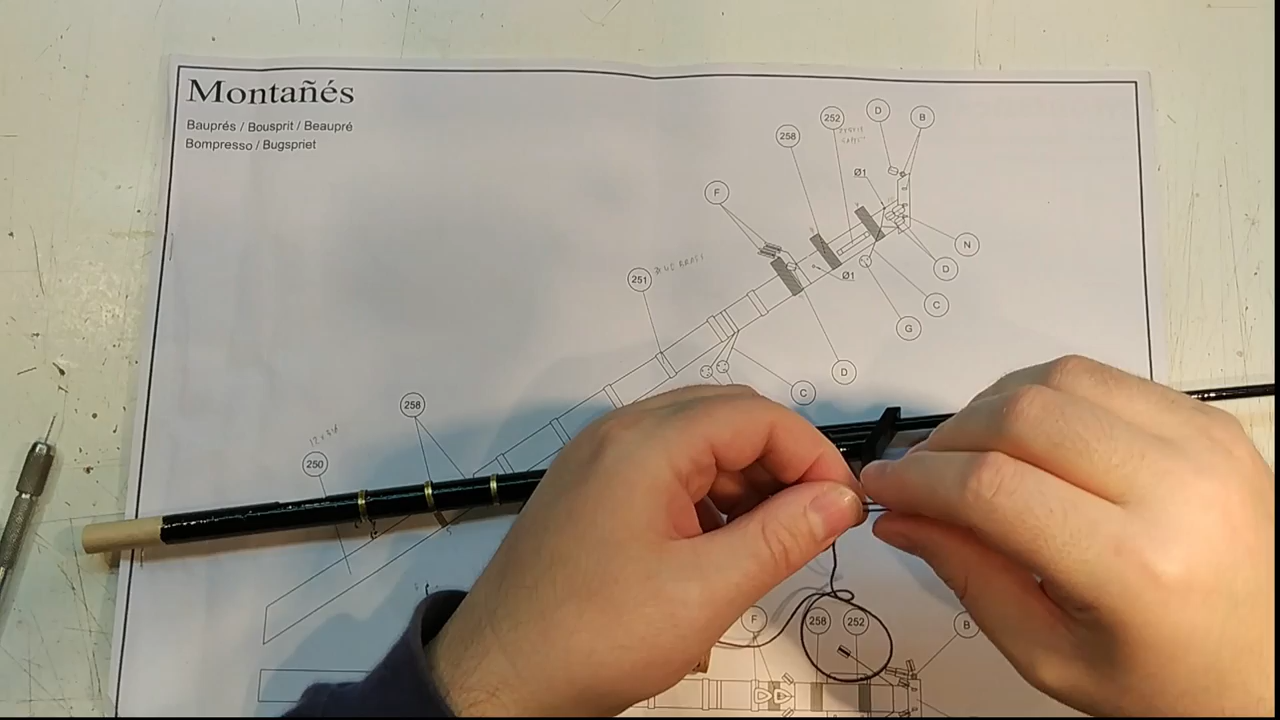 Montañés
Bauprés / Bousprit / Beaupré
Bompresso / Bugspriet
252
D
B
258
Ø1
F
N
251
D
Ø1
C
G
D
C
258
250
F
258
252
B